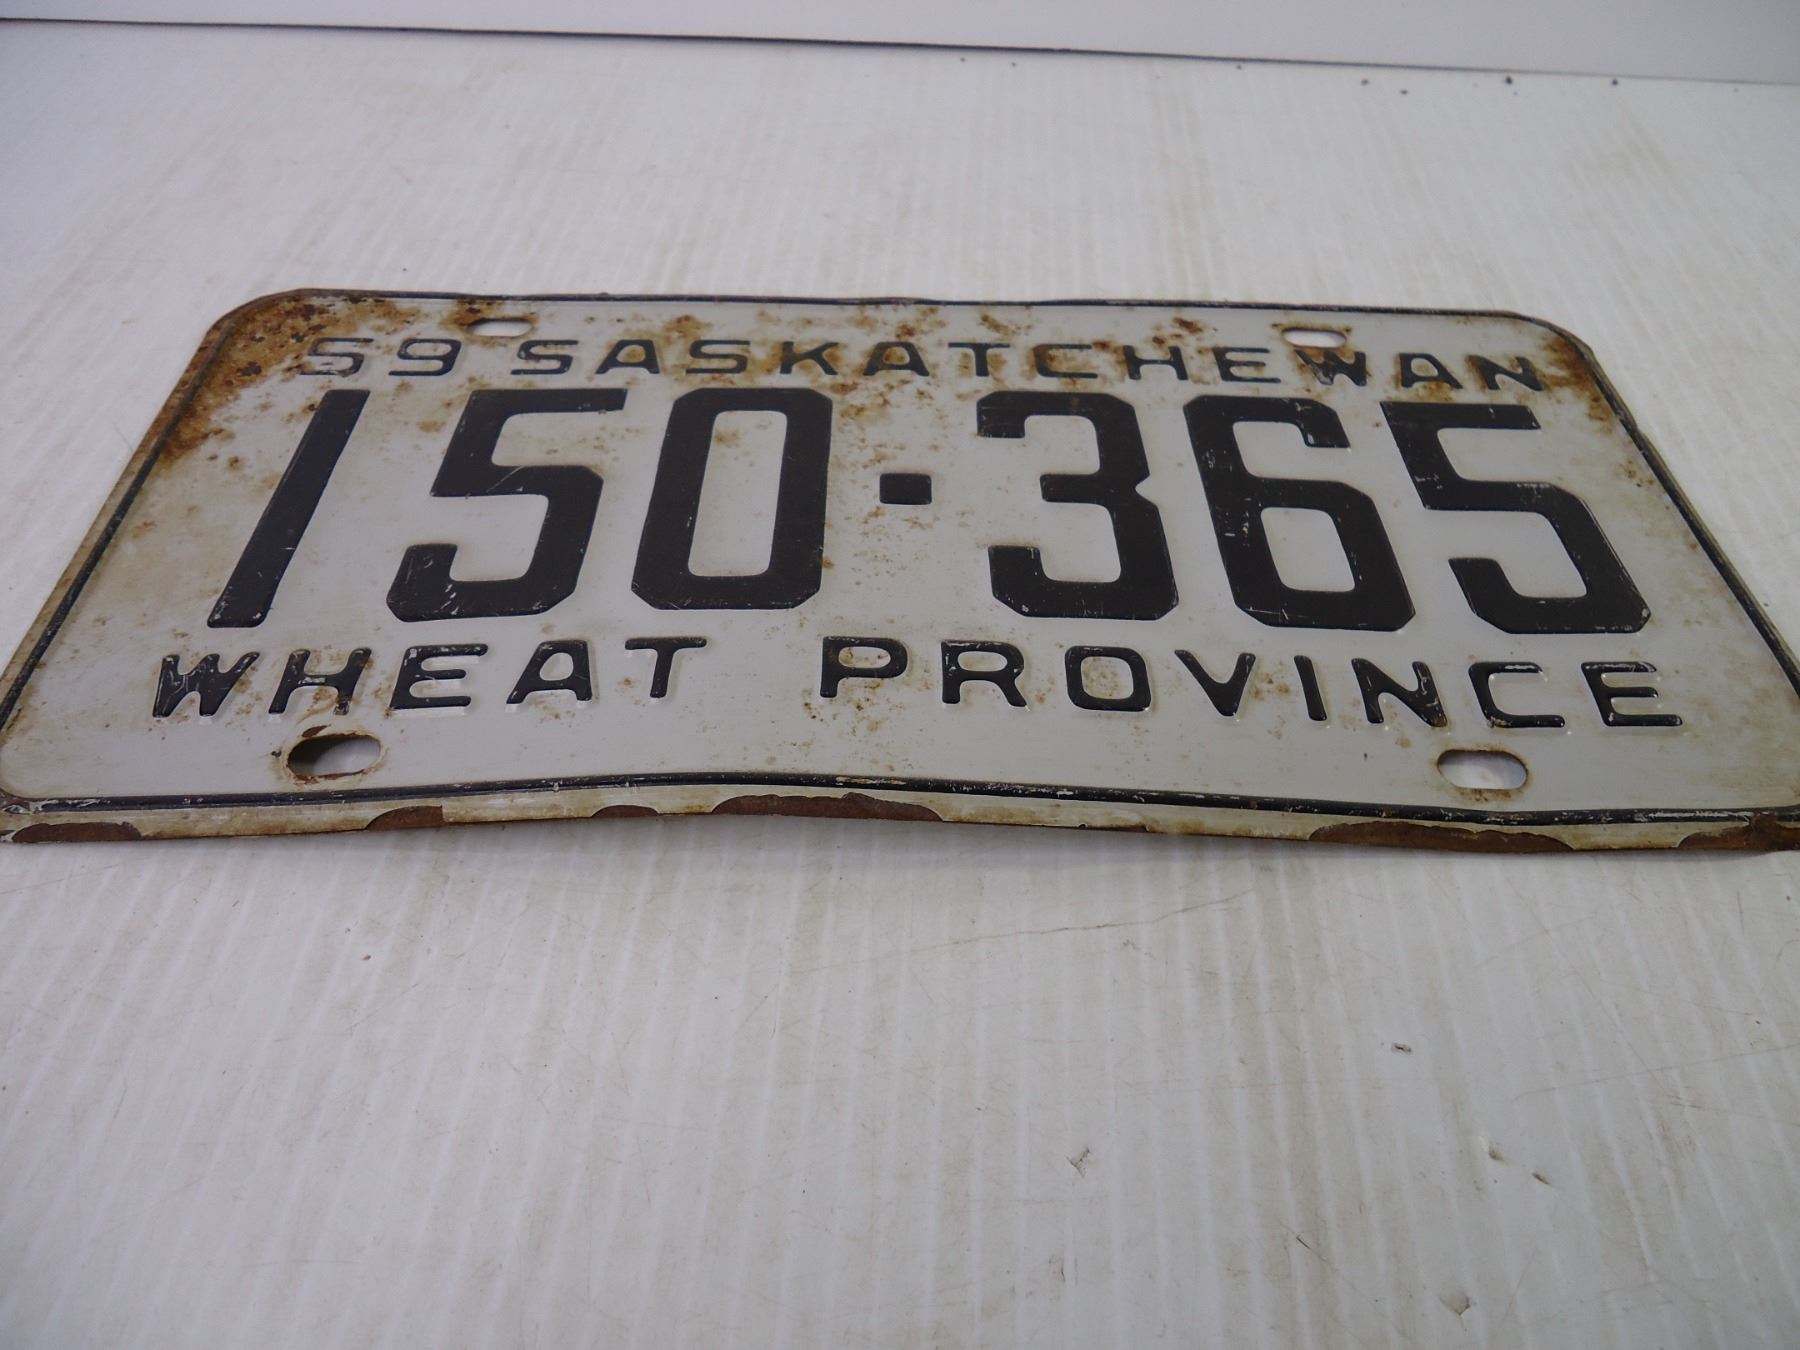 59 SASKATCHEWAN
150·365
WHEAT PROVINCE